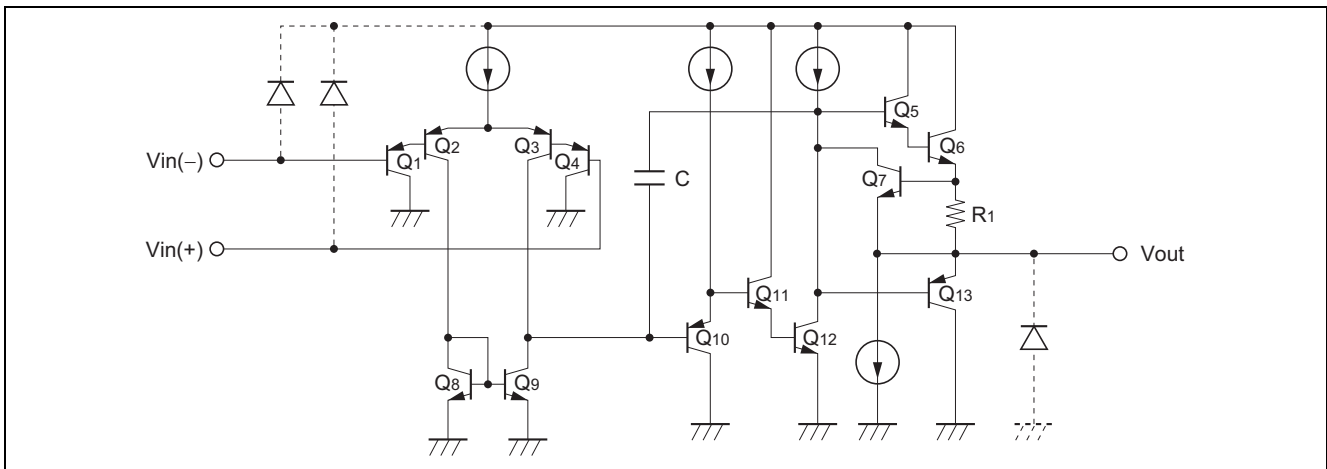 Q5
Q1 Q2 Q3 Q4 Q6
Vin(−)
C Q7
R1
Vin(+) Vout
Q11 Q13
Q10 Q12
Q8 Q9